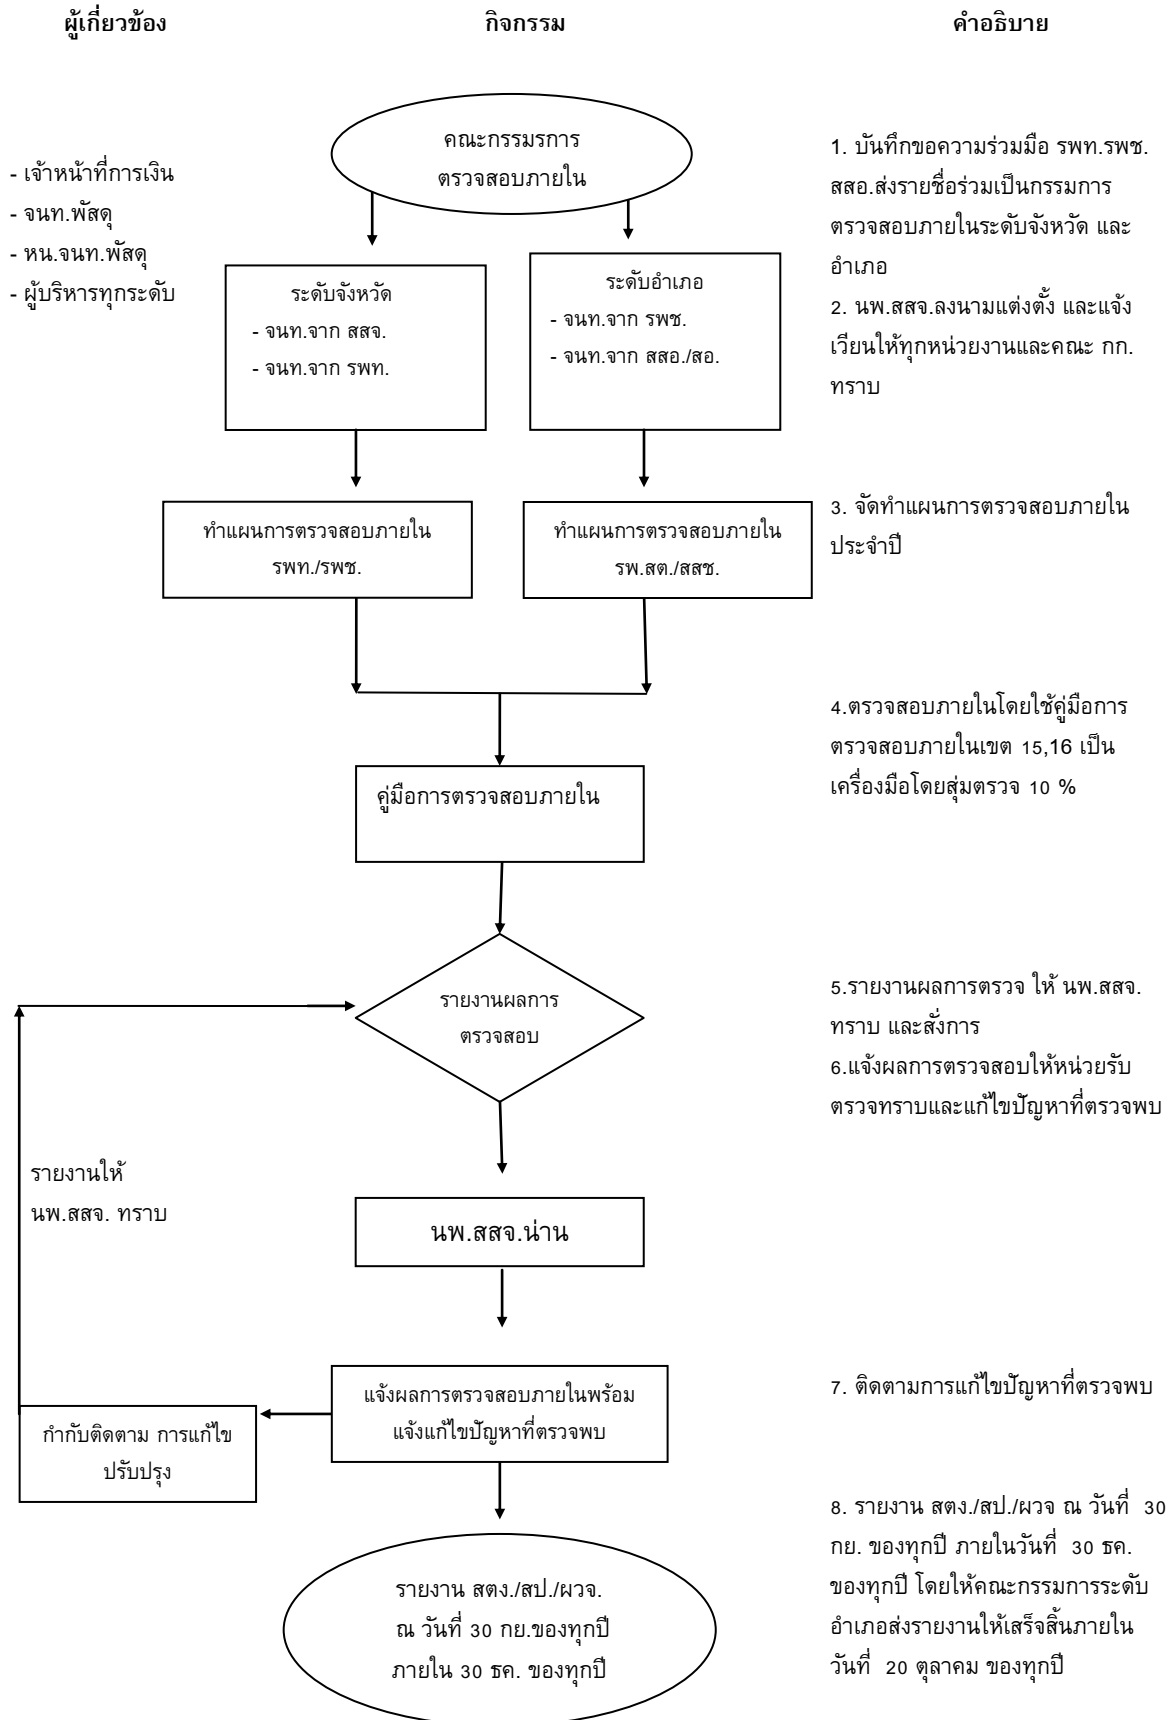 ผู้เกี่ยวข้อง
กิจกรรม
คำอธิบาย
คณะกรรมรการ
ตรวจสอบภายใน
- เจ้าหน้าที่การเงิน
- จนท.พัสดุ
- หน.จนท.พัสดุ
- ผู้บริหารทุกระดับ
ระดับจังหวัด
- จนท.จาก สสจ.
- จนท.จาก รพท.
ระดับอำเภอ
- จนท.จาก รพช.
- จนท.จาก สสอ./สอ.
1. บันทึกขอความร่วมมือ รพท.รพช.
สสอ.ส่งรายชื่อร่วมเป็นกรรมการ
ตรวจสอบภายในระดับจังหวัด และ
อำเภอ
2. นพ.สสจ.ลงนามแต่งตั้ง และแจ้ง
เวียนให้ทุกหน่วยงานและคณะ กก.
ทราบ
ทำแผนการตรวจสอบภายใน
รพท./รพช.
ทำแผนการตรวจสอบภายใน
รพ.สต./สสช.
3. จัดทำแผนการตรวจสอบภายใน
ประจำปี
คู่มือการตรวจสอบภายใน
4.ตรวจสอบภายในโดยใช้คู่มือการ
ตรวจสอบภายในเขต 15,16 เป็น
เครื่องมือโดยสุ่มตรวจ 10 %
รายงานผลการ
ตรวจสอบ
5.รายงานผลการตรวจ ให้ นพ.สสจ.
ทราบ และสั่งการ
6.แจ้งผลการตรวจสอบให้หน่วยรับ
ตรวจทราบและแก้ไขปัญหาที่ตรวจพบ
รายงานให้
นพ.สสจ. ทราบ
นพ.สสจ.น่าน
แจ้งผลการตรวจสอบภายในพร้อม
แจ้งแก้ไขปัญหาที่ตรวจพบ
7. ติดตามการแก้ไขปัญหาที่ตรวจพบ
กำกับติดตาม การแก้ไข
ปรับปรุง
รายงาน สตง./สป./ผวจ.
ณ วันที่ 30 กย.ของทุกปี
ภายใน 30 ธค. ของทุกปี
8. รายงาน สตง./สป./ผวจ ณ วันที่ 30
กย. ของทุกปี ภายในวันที่ 30 ธค.
ของทุกปี โดยให้คณะกรรมการระดับ
อำเภอส่งรายงานให้เสร็จสิ้นภายใน
วันที่ 20 ตุลาคม ของทุกปี